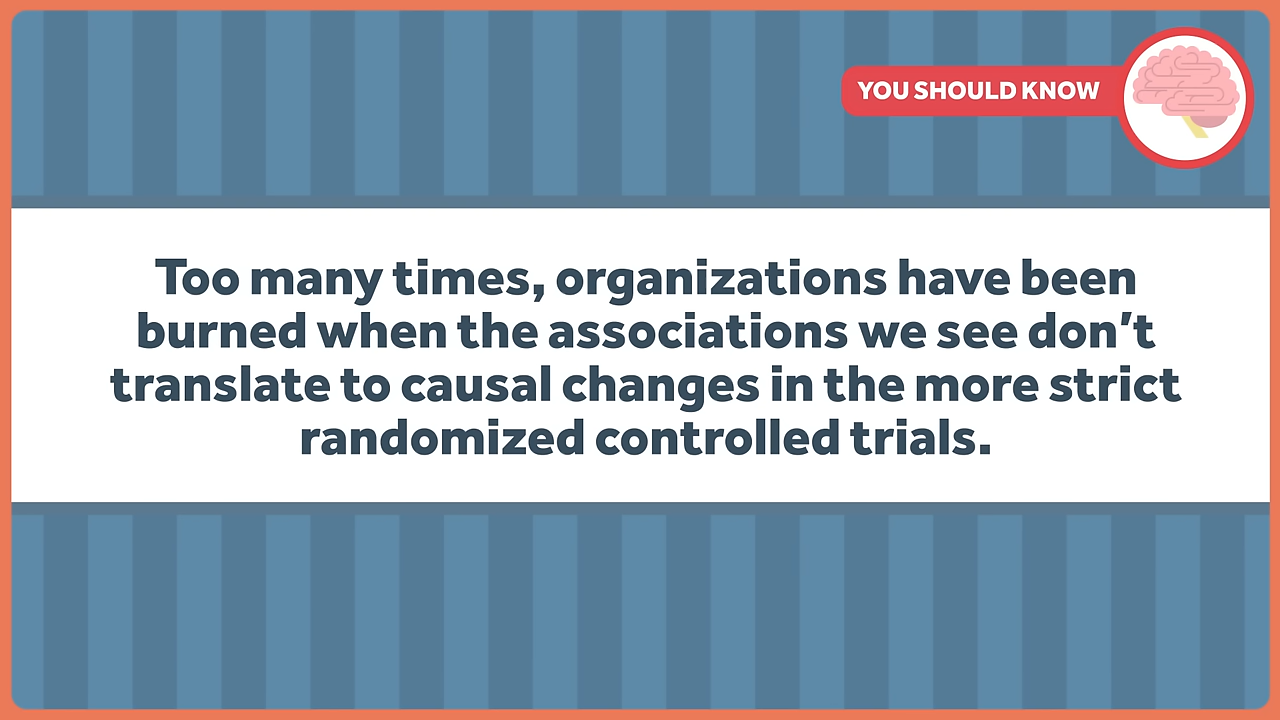 YOU SHOULD KNOW
Too many times, organizations have been
burned when the associations we see don’t
translate to causal changes in the more strict
randomized controlled trials.